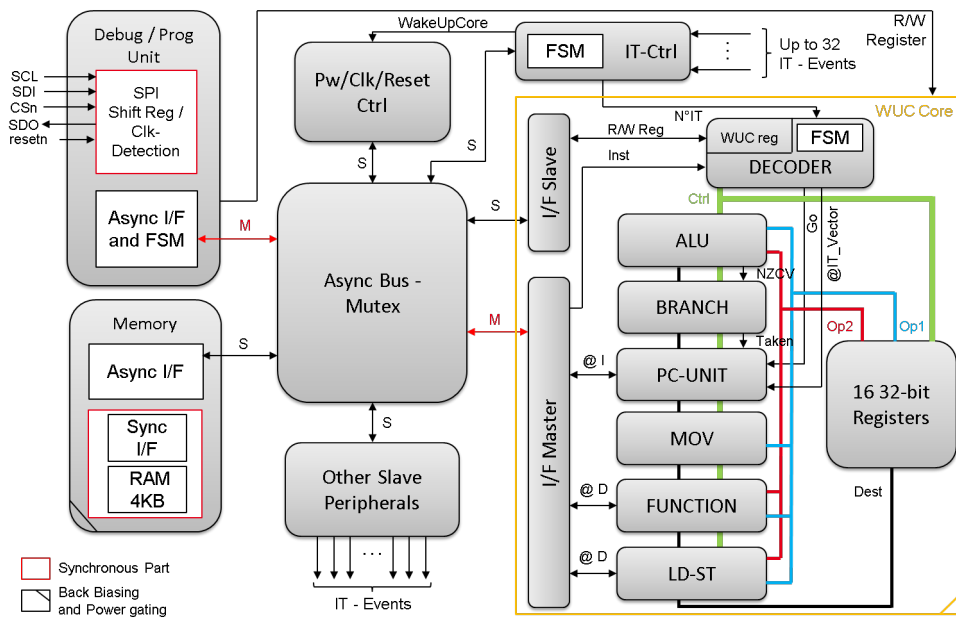 Debug / Prog
Unit
SCL
SDI
CSn
SDO
resetn
SPI
Shift Reg /
Clk-
Detection
Async I/F
and FSM
M
WakeUpCore
Pw/Clk/Reset
Ctrl
S
S
FSM
IT-Ctrl
Up to 32
IT - Events
R/W
Register
WUC Core
N°IT
R/W Reg
Inst
WUC reg
FSM
DECODER
I/F Slave
S
Async Bus -
Mutex
M
Memory
Async I/F
S
Sync
I/F
RAM
4KB
S
Other Slave
Peripherals
...
IT - Events
I/F Master
Ctrl
Go
@IT_Vector
ALU
NZCV
BRANCH
Taken
Op2
Op1
@ I
PC-UNIT
16 32-bit
Registers
MOV
Dest
@ D
FUNCTION
@ D
LD-ST
Synchronous Part
Back Biasing
and Power gating